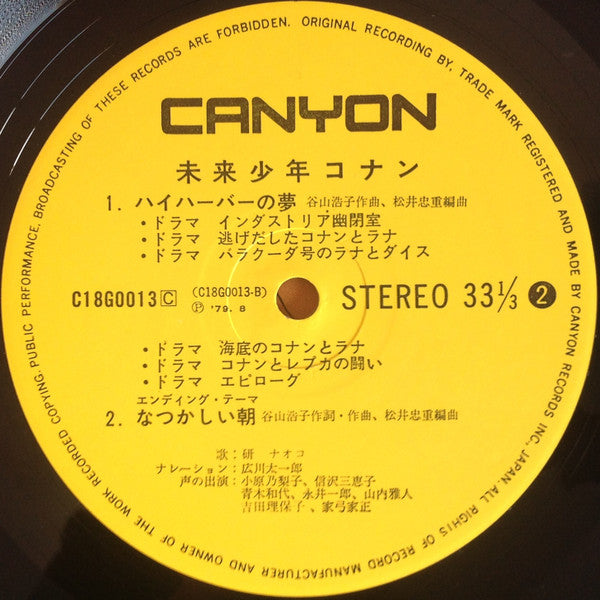 CANYON
未来少年コナン
1. ハイハーバーの夢 谷山浩子作曲、松井忠重編曲
・ドラマ インダストリア幽閉室
・ドラマ 逃げだしたコナンとラナ
・ドラマ バラクーダ号のラナとダイス
C18G0013 C (C18G0013-B) STEREO 33 1/3 2
Ⓟ '79. 8
・ドラマ 海底のコナンとラナ
・ドラマ コナンとレプカの闘い
・ドラマ エピローグ
エンディング・テーマ
2. なつかしい朝 谷山浩子作詞・作曲、松井忠重編曲
歌:研 ナオコ
ナレーション:広川太一郎
声の出演:小原乃梨子、信沢三恵子
青木和代、永井一郎、山内雅人
吉田理保子、家弓家正
ALL RIGHTS OF RECORD MANUFACTURER AND OWNER OF THE WORK RECORDED COPYING, PUBLIC PERFORMANCE, BROADCASTING OF THESE RECORDS ARE FORBIDDEN. ORIGINAL RECORDING BY, TRADE MARK REGISTERED AND MADE BY CANYON RECORDS INC, JAPAN.